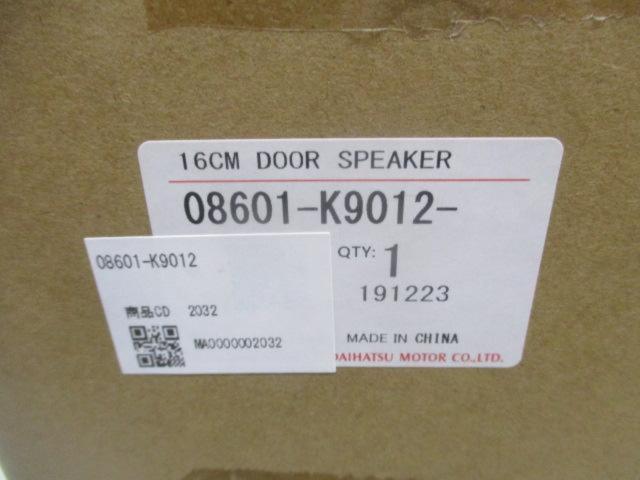 16CM DOOR SPEAKER
08601-K9012-
QTY: 1
191223
MADE IN CHINA
DAIHATSU MOTOR CO.,LTD.
08601-K9012
商品CD 2032
MA0000002032